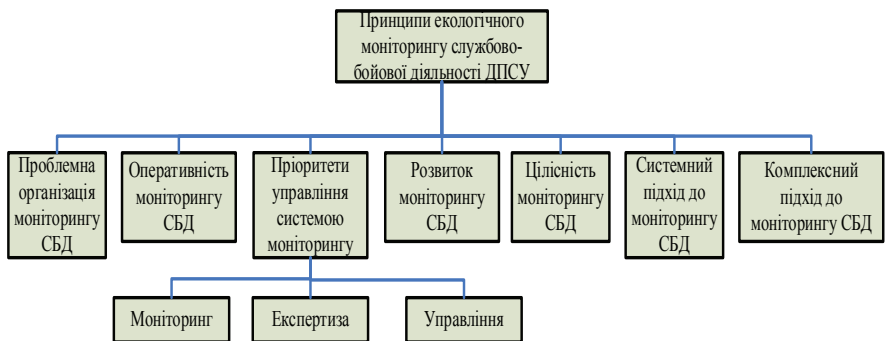 Принципи екологічного
моніторингу службово-
бойової діяльності ДПСУ
Проблемна
організація
моніторингу
СБД
Оперативність
моніторингу
СБД
Пріоритети
управління
системою
моніторингу
Розвиток
моніторингу
СБД
Цілісність
моніторингу
СБД
Системний
підхід до
моніторингу
СБД
Комплексний
підхід до
моніторингу СБД
Моніторинг
Експертиза
Управління